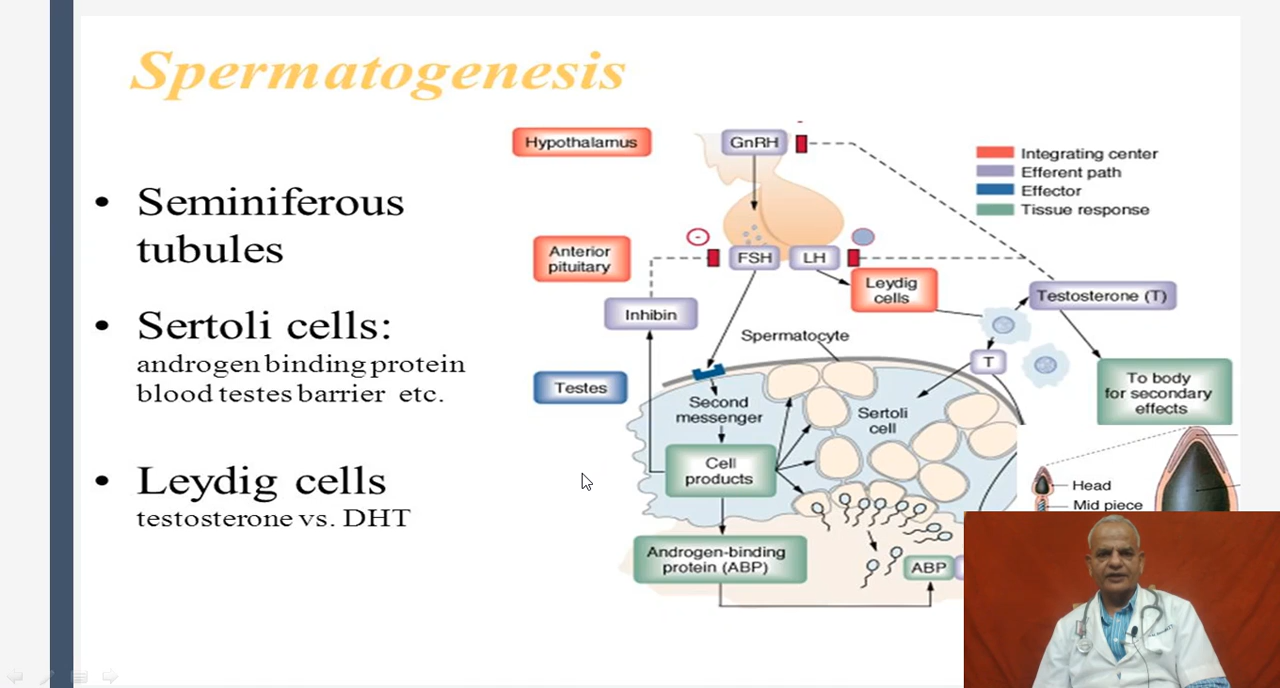 Spermatogenesis
• Seminiferous
tubules
• Sertoli cells:
androgen binding protein
blood testes barrier etc.
• Leydig cells
testosterone vs. DHT
Hypothalamus
GnRH
-
Integrating center
Efferent path
Effector
Tissue response
Anterior
pituitary
-
FSH
LH
Leydig
cells
Testosterone (T)
Inhibin
Spermatocyte
T
Testes
Second
messenger
Sertoli
cell
To body
for secondary
effects
Cell
products
Head
Mid piece
Androgen-binding
protein (ABP)
ABP